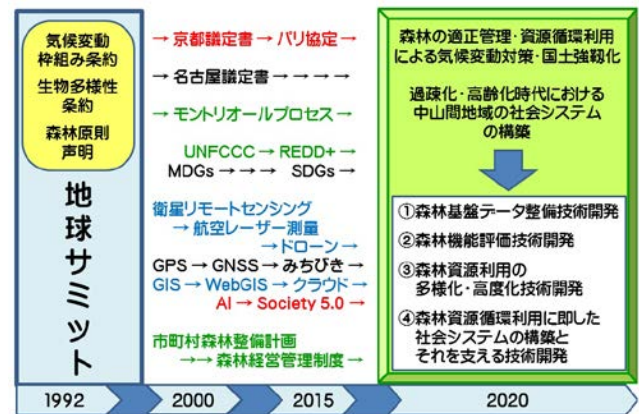 気候変動
枠組み条約
生物多様性
条約
森林原則
声明
地球サミット
→ 京都議定書 → パリ協定 →
→ 名古屋議定書 → → → →
→ モントリオールプロセス →
UNFCCC → REDD+ →
MDGs → → → SDGs →
衛星リモートセンシング
→ 航空レーザー測量
→ ドローン →
GPS → GNSS → みちびき →
GIS → WebGIS → クラウド →
AI → Society 5.0 →
市町村森林整備計画
→→ 森林経営管理制度 →
森林の適正管理・資源循環利用
による気候変動対策・国土強靱化
過疎化・高齢化時代における
中山間地域の社会システム
の構築
①森林基盤データ整備技術開発
②森林機能評価技術開発
③森林資源利用の
多様化・高度化技術開発
④森林資源循環利用に即した
社会システムの構築と
それを支える技術開発
1992
2000
2015
2020